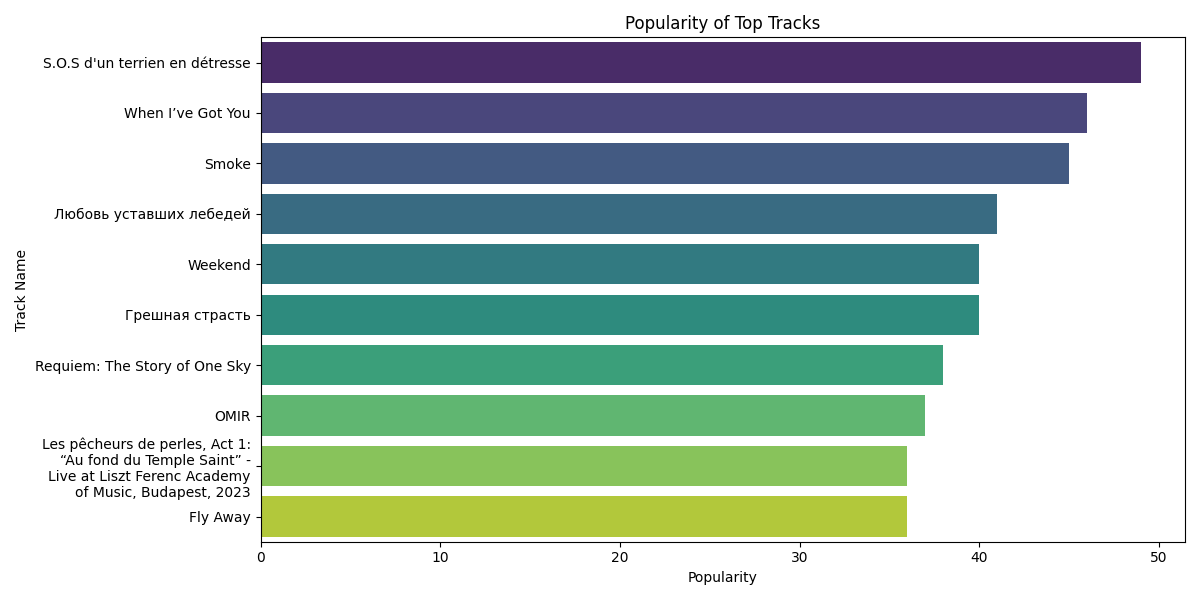 Popularity of Top Tracks
Track Name
S.O.S d'un terrien en détresse
When I’ve Got You
Smoke
Любовь уставших лебедей
Weekend
Грешная страсть
Requiem: The Story of One Sky
OMIR
Les pêcheurs de perles, Act 1:
“Au fond du Temple Saint” -
Live at Liszt Ferenc Academy
of Music, Budapest, 2023
Fly Away
0 10 20 30 40 50
Popularity